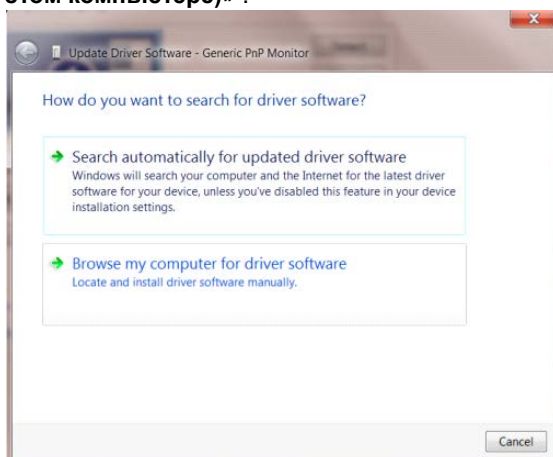 этом компьютере)» .
Update Driver Software - Generic PnP Monitor
How do you want to search for driver software?
Search automatically for updated driver software
Windows will search your computer and the Internet for the latest driver
software for your device, unless you've disabled this feature in your device
installation settings.
Browse my computer for driver software
Locate and install driver software manually.
Cancel